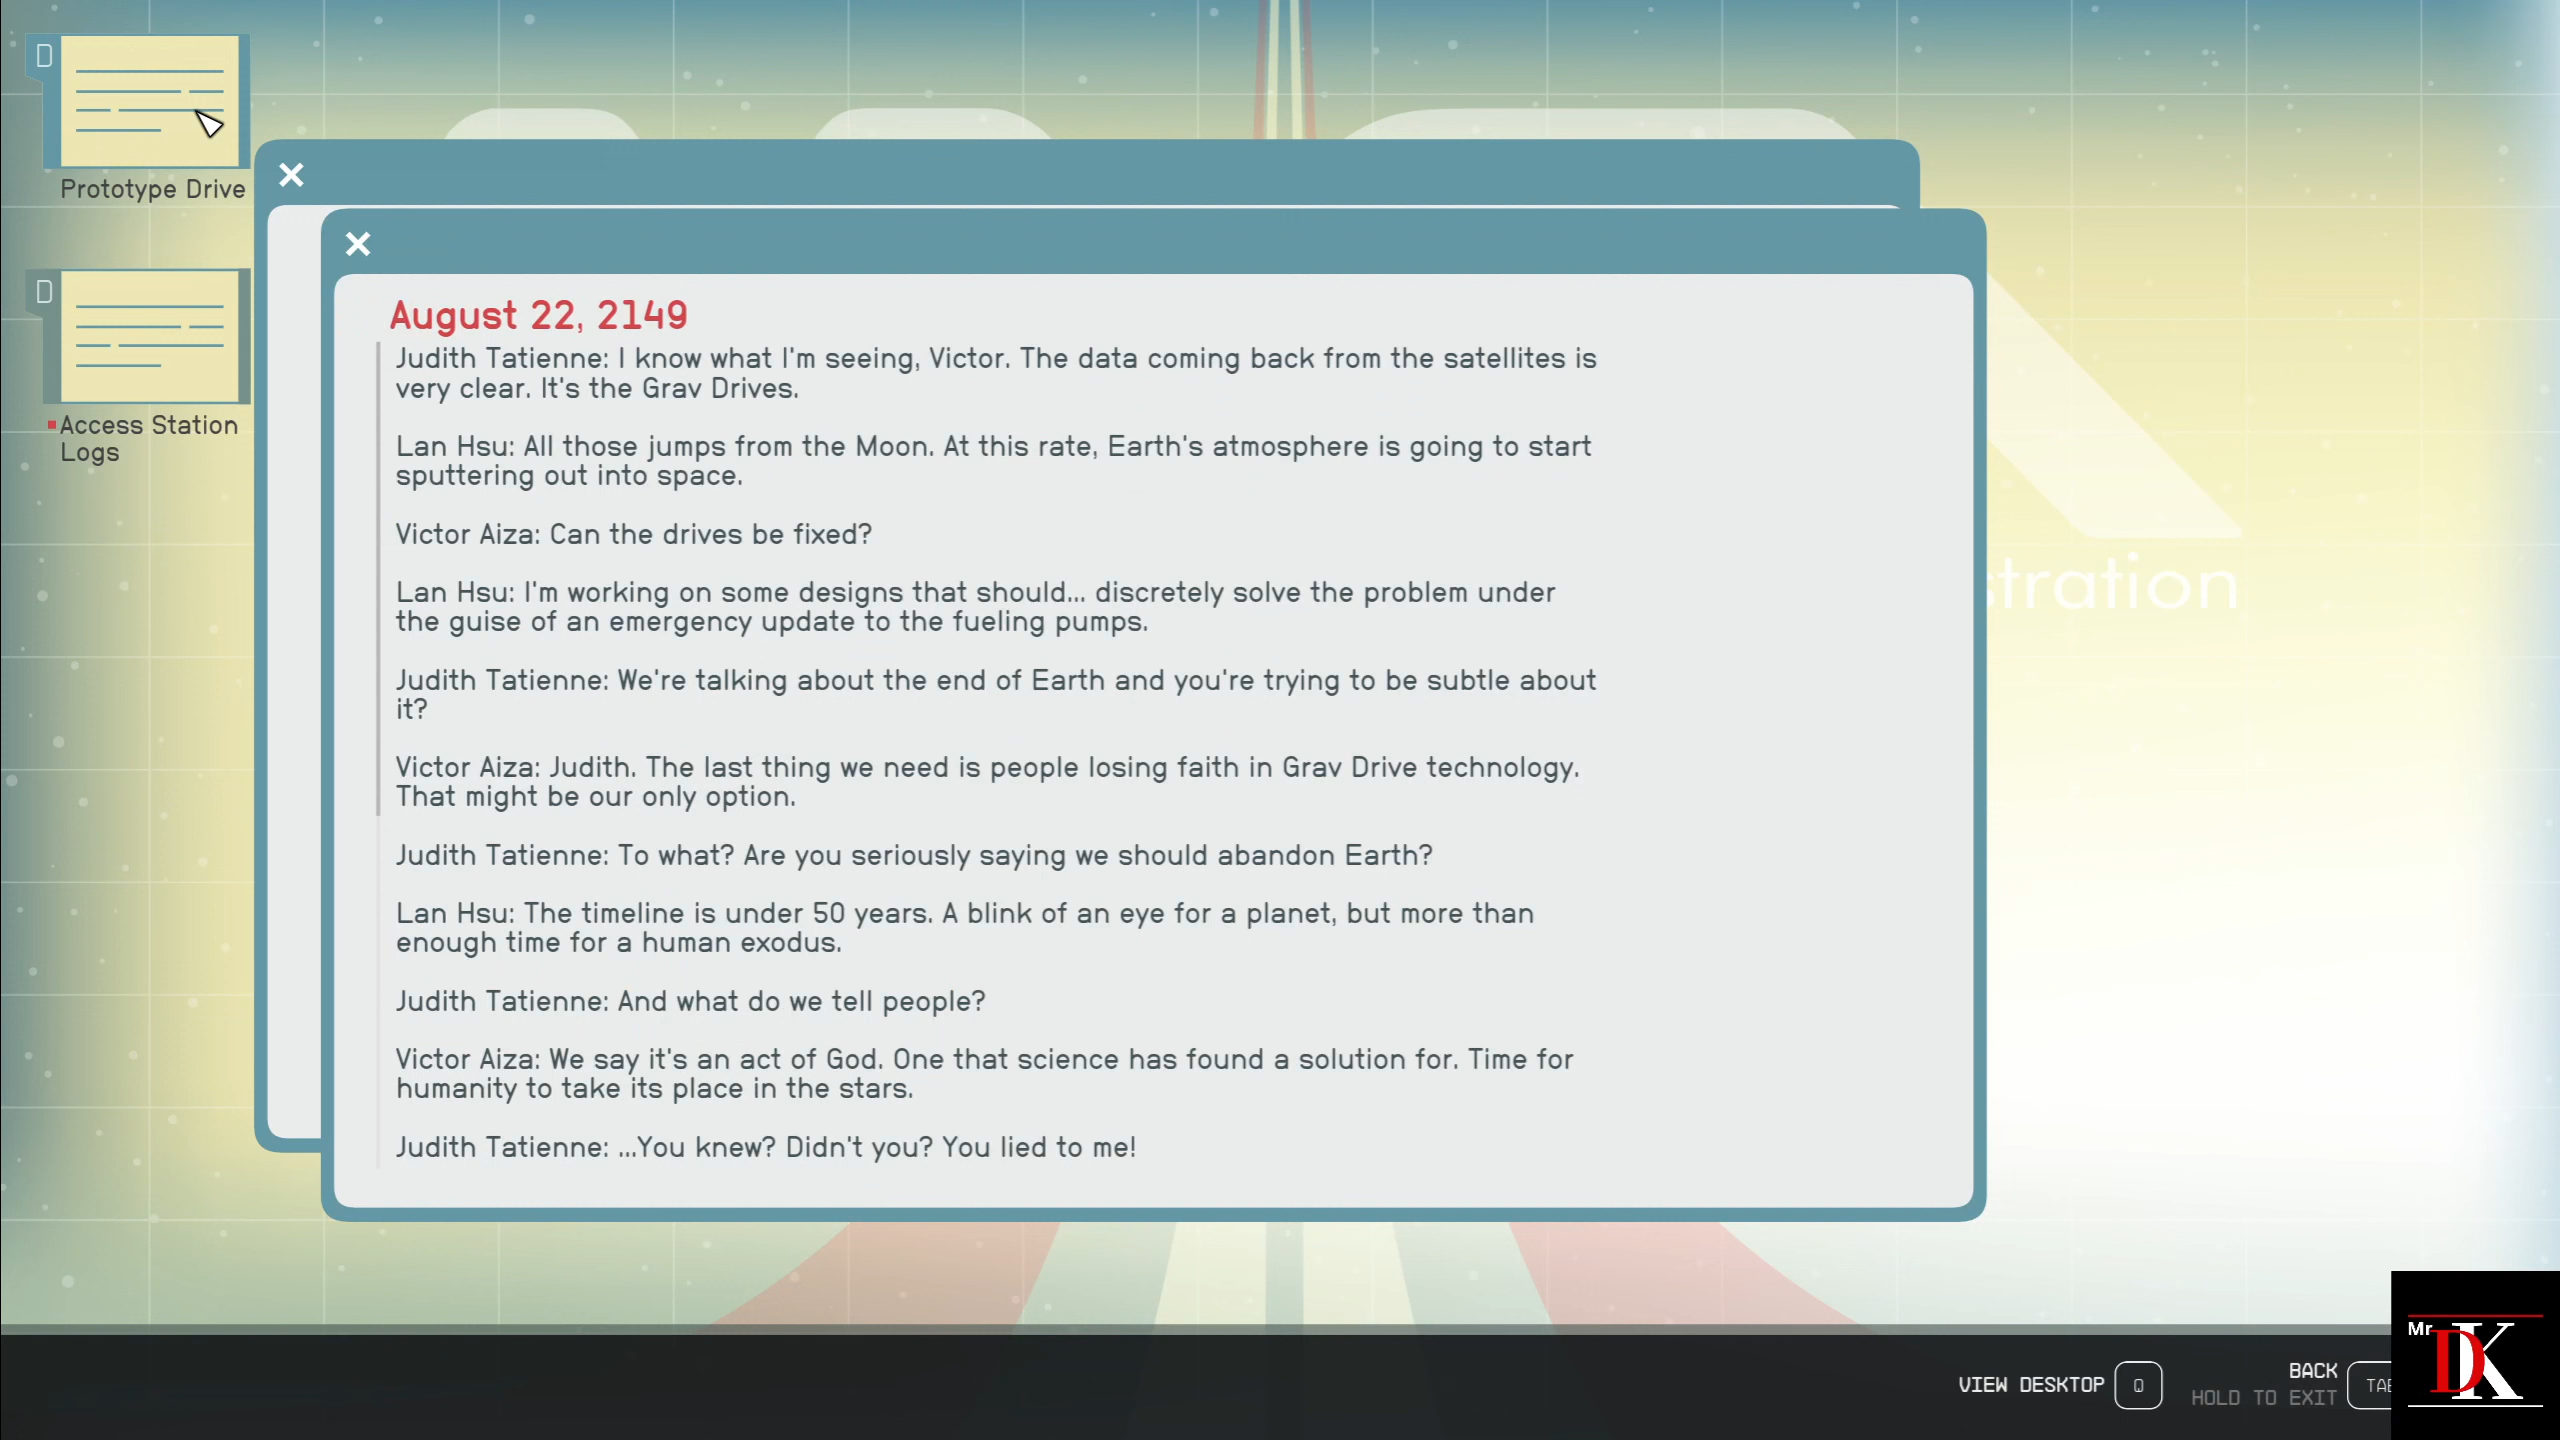 D
Prototype Drive
D
Access Station
Logs
August 22, 2149
Judith Tatienne: I know what I'm seeing, Victor. The data coming back from the satellites is
very clear. It's the Grav Drives.
Lan Hsu: All those jumps from the Moon. At this rate, Earth's atmosphere is going to start
sputtering out into space.
Victor Aiza: Can the drives be fixed?
Lan Hsu: I'm working on some designs that should... discretely solve the problem under
the guise of an emergency update to the fueling pumps.
Judith Tatienne: We're talking about the end of Earth and you're trying to be subtle about
it?
Victor Aiza: Judith. The last thing we need is people losing faith in Grav Drive technology.
That might be our only option.
Judith Tatienne: To what? Are you seriously saying we should abandon Earth?
Lan Hsu: The timeline is under 50 years. A blink of an eye for a planet, but more than
enough time for a human exodus.
Judith Tatienne: And what do we tell people?
Victor Aiza: We say it's an act of God. One that science has found a solution for. Time for
humanity to take its place in the stars.
Judith Tatienne: ...You knew? Didn't you? You lied to me!
stration
VIEW DESKTOP Q
BACK
HOLD TO EXIT
TAB
Mr DK